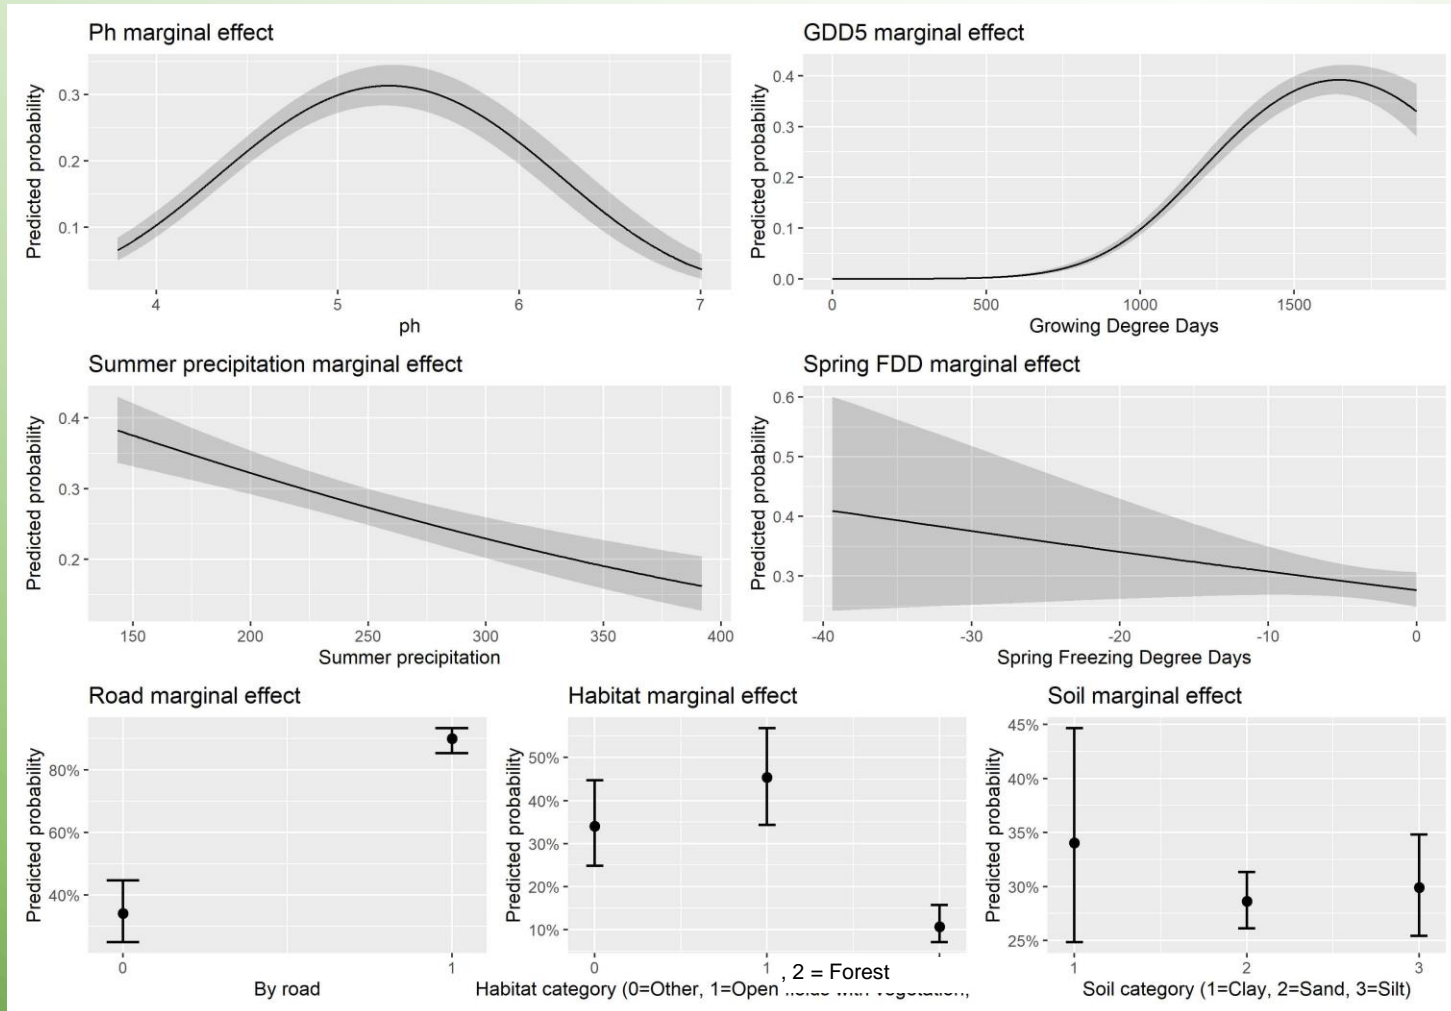 Ph marginal effect
Predicted probability
0.3
0.2
0.1
4 5 6 7
ph
GDD5 marginal effect
Predicted probability
0.4
0.3
0.2
0.1
0.0
0 500 1000 1500
Growing Degree Days
Summer precipitation marginal effect
Predicted probability
0.4
0.3
0.2
150 200 250 300 350 400
Summer precipitation
Spring FDD marginal effect
Predicted probability
0.6
0.5
0.4
0.3
-40 -30 -20 -10 0
Spring Freezing Degree Days
Road marginal effect
Predicted probability
80%
60%
40%
0 1
By road
Habitat marginal effect
Predicted probability
50%
40%
30%
20%
10%
0 1
, 2 = Forest
Habitat category (0=Other, 1=Open fields with vegetation,
Soil marginal effect
Predicted probability
45%
40%
35%
30%
25%
1 2 3
Soil category (1=Clay, 2=Sand, 3=Silt)